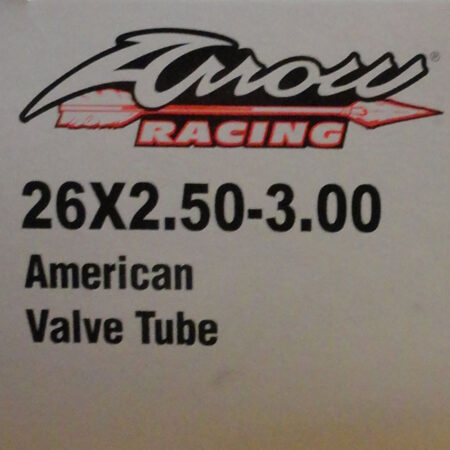 Arrow®
RACING
26X2.50-3.00
American
Valve Tube